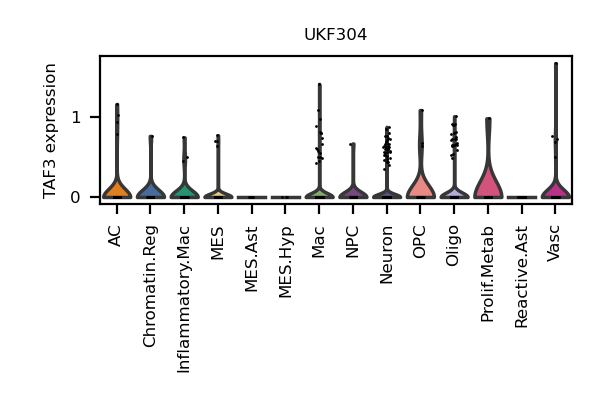 UKF304
TAF3 expression
1
0
AC
Chromatin.Reg
Inflammatory.Mac
MES
MES.Ast
MES.Hyp
Mac
NPC
Neuron
OPC
Oligo
Prolif.Metab
Reactive.Ast
Vasc